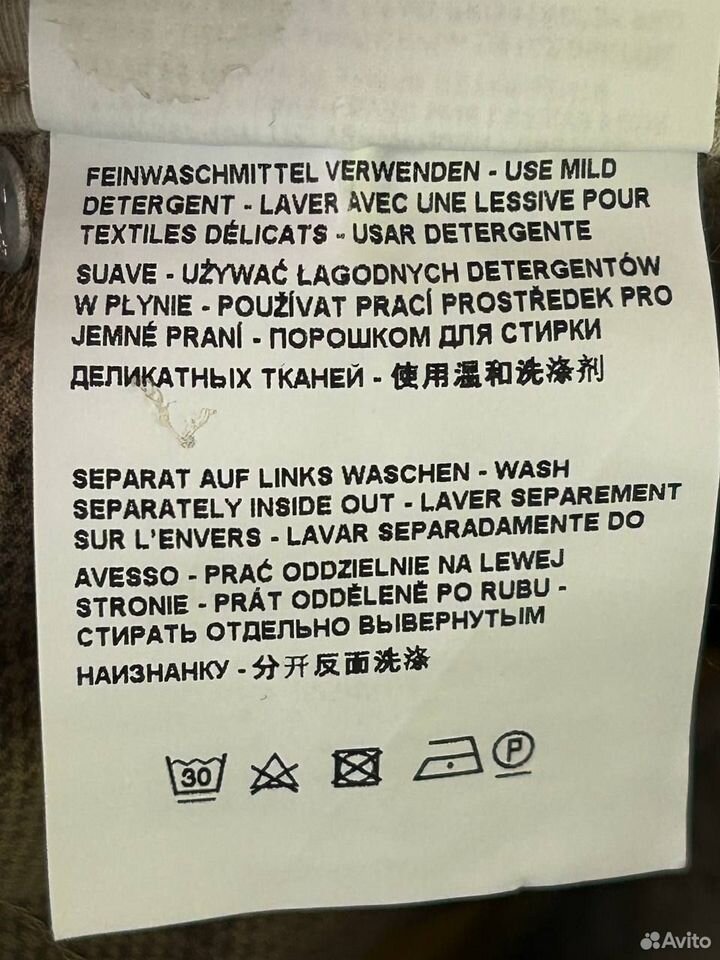 FEINWASCHMITTEL VERWENDEN - USE MILD
DETERGENT - LAVER AVEC UNE LESSIVE POUR
TEXTILES DÉLICATS - USAR DETERGENTE
SUAVE - UŻYWAĆ ŁAGODNYCH DETERGENTÓW
W PŁYNIE - POUŽÍVAT PRACÍ PROSTŘEDEK PRO
JEMNÉ PRANÍ - ПОРОШКОМ ДЛЯ СТИРКИ
ДЕЛИКАТНЫХ ТКАНЕЙ - 使用温和洗涤剂
SEPARAT AUF LINKS WASCHEN - WASH
SEPARATELY INSIDE OUT - LAVER SEPAREMENT
SUR L'ENVERS - LAVAR SEPARADAMENTE DO
AVESSO - PRAĆ ODDZIELNIE NA LEWEJ
STRONIE - PRÁT ODDĚLENĚ PO RUBU -
СТИРАТЬ ОТДЕЛЬНО ВЫВЕРНУТЫМ
НАИЗНАНКУ - 分开反面洗涤
30 P
Avito